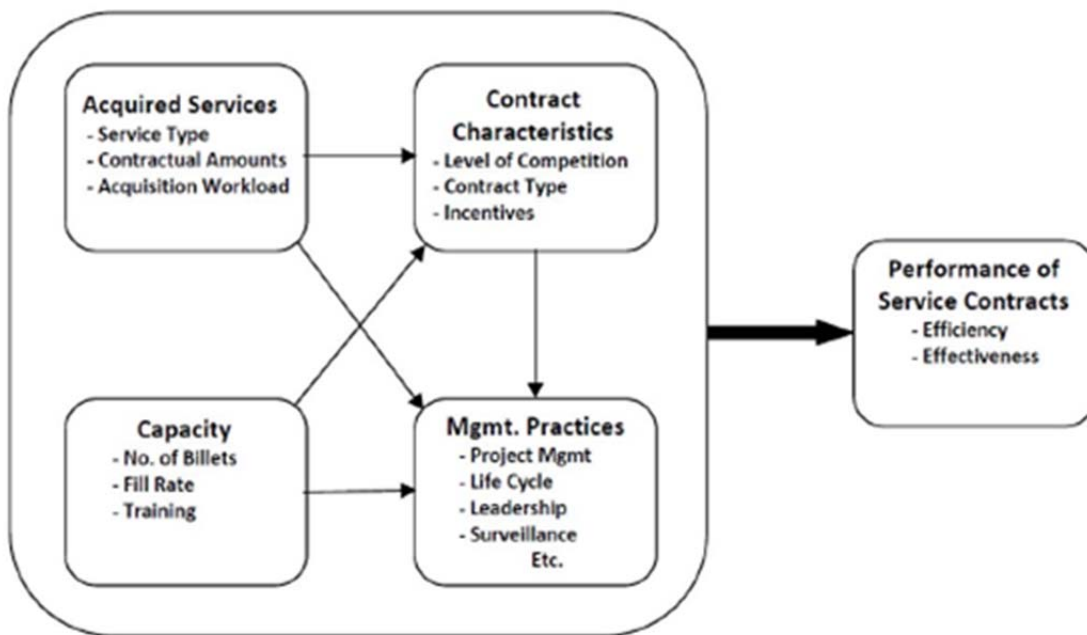 Acquired Services
- Service Type
- Contractual Amounts
- Acquisition Workload
Contract
Characteristics
- Level of Competition
- Contract Type
- Incentives
Capacity
- No. of Billets
- Fill Rate
- Training
Mgmt. Practices
- Project Mgmt
- Life Cycle
- Leadership
- Surveillance
Etc.
Performance of
Service Contracts
- Efficiency
- Effectiveness